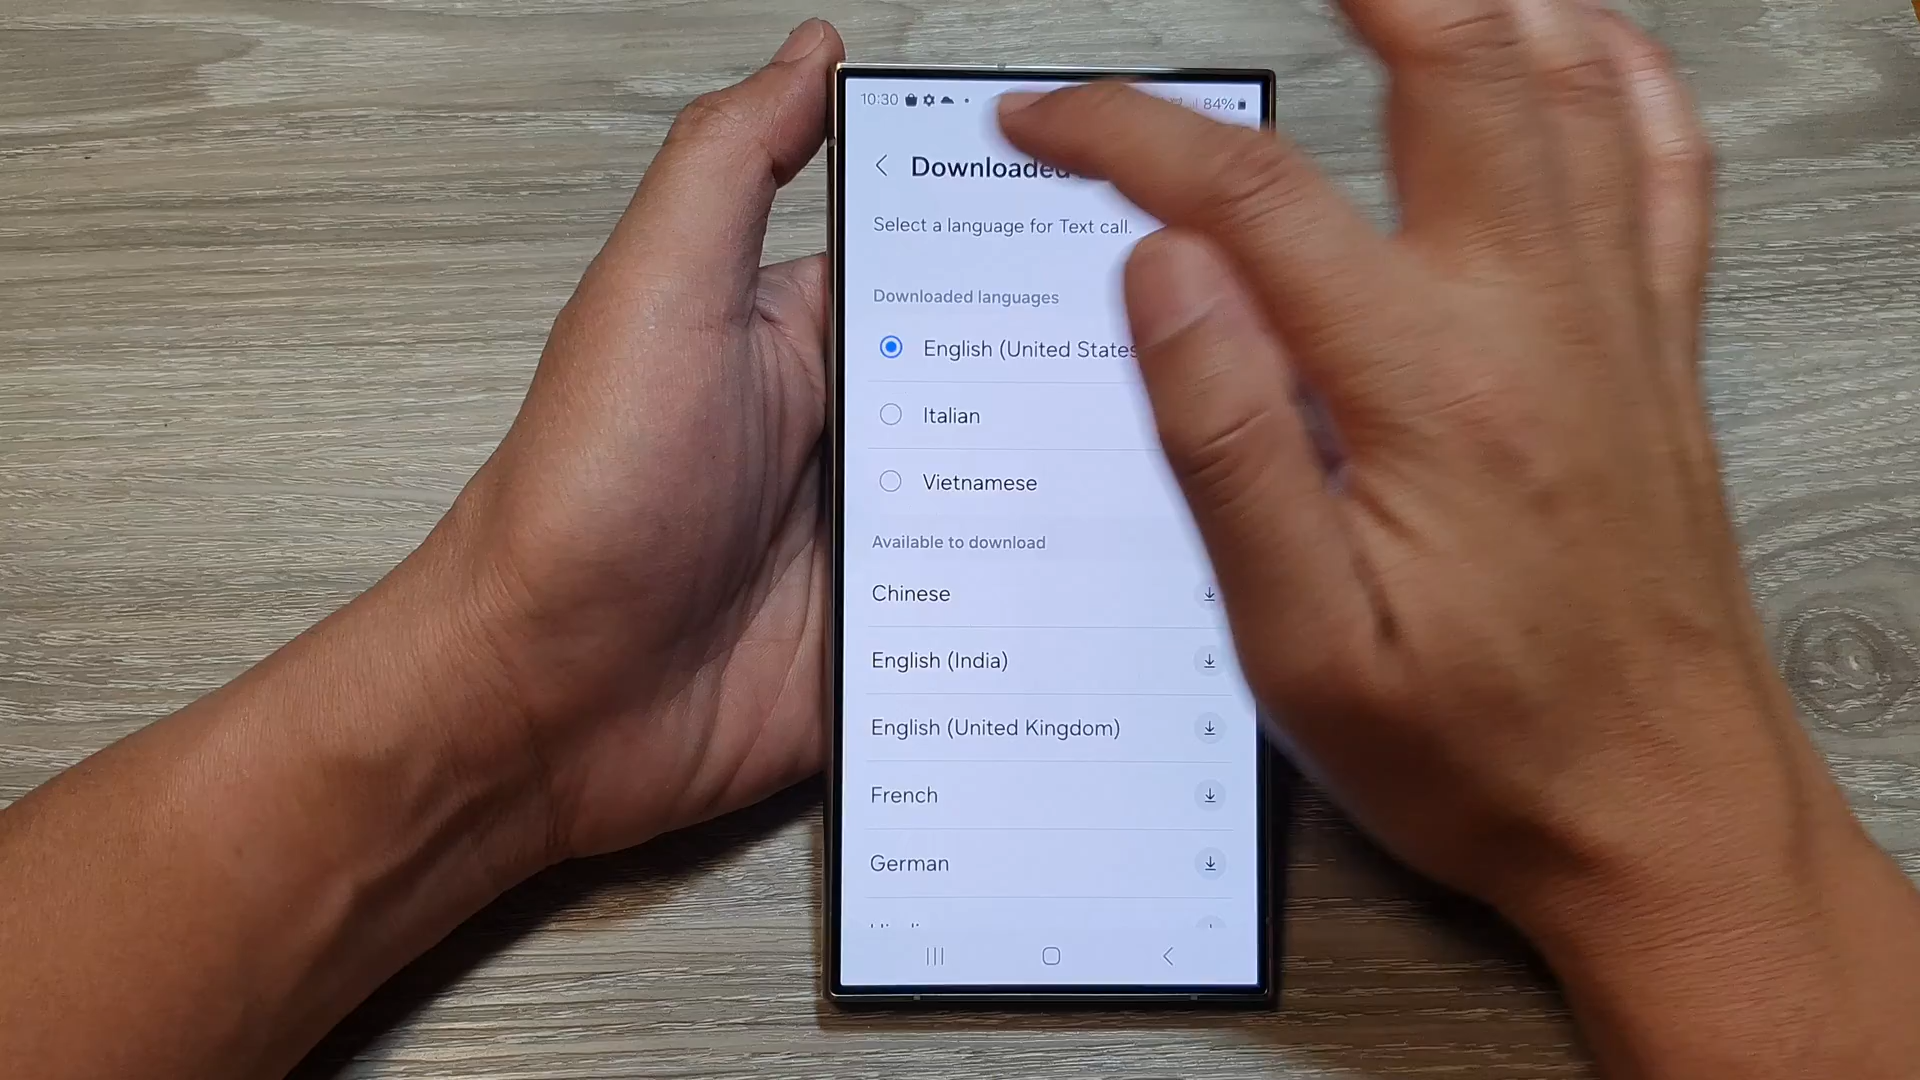 10:30 84%
Downloaded
Select a language for Text call.
Downloaded languages
English (United States
Italian
Vietnamese
Available to download
Chinese
English (India)
English (United Kingdom)
French
German